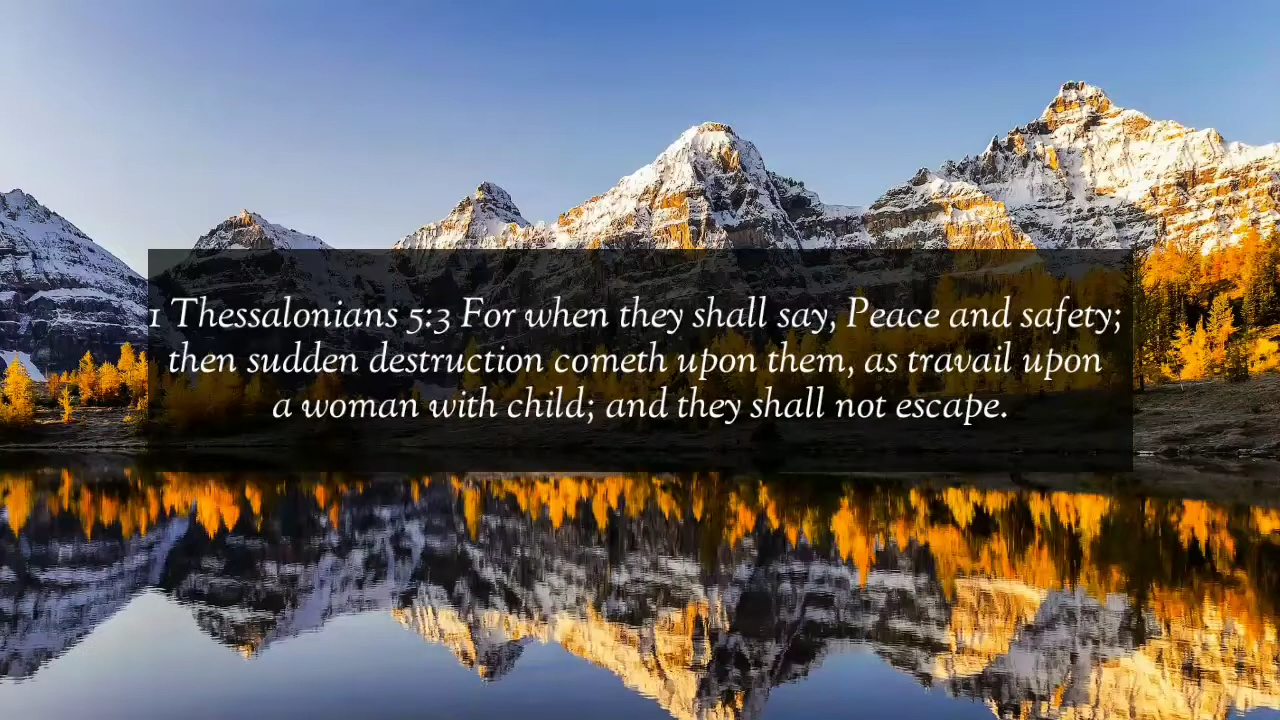 1 Thessalonians 5:3 For when they shall say, Peace and safety;
then sudden destruction cometh upon them, as travail upon
a woman with child; and they shall not escape.